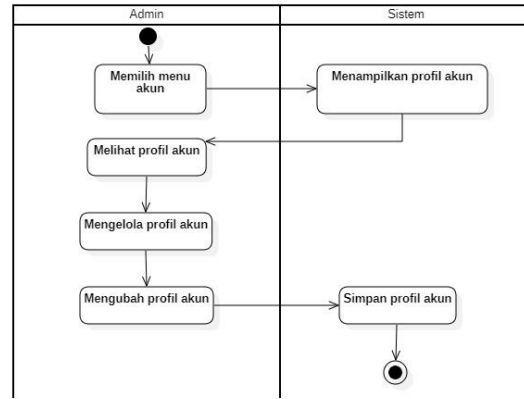 Admin
Sistem
Memilih menu
akun
Menampilkan profil akun
Melihat profil akun
Mengelola profil akun
Mengubah profil akun
Simpan profil akun